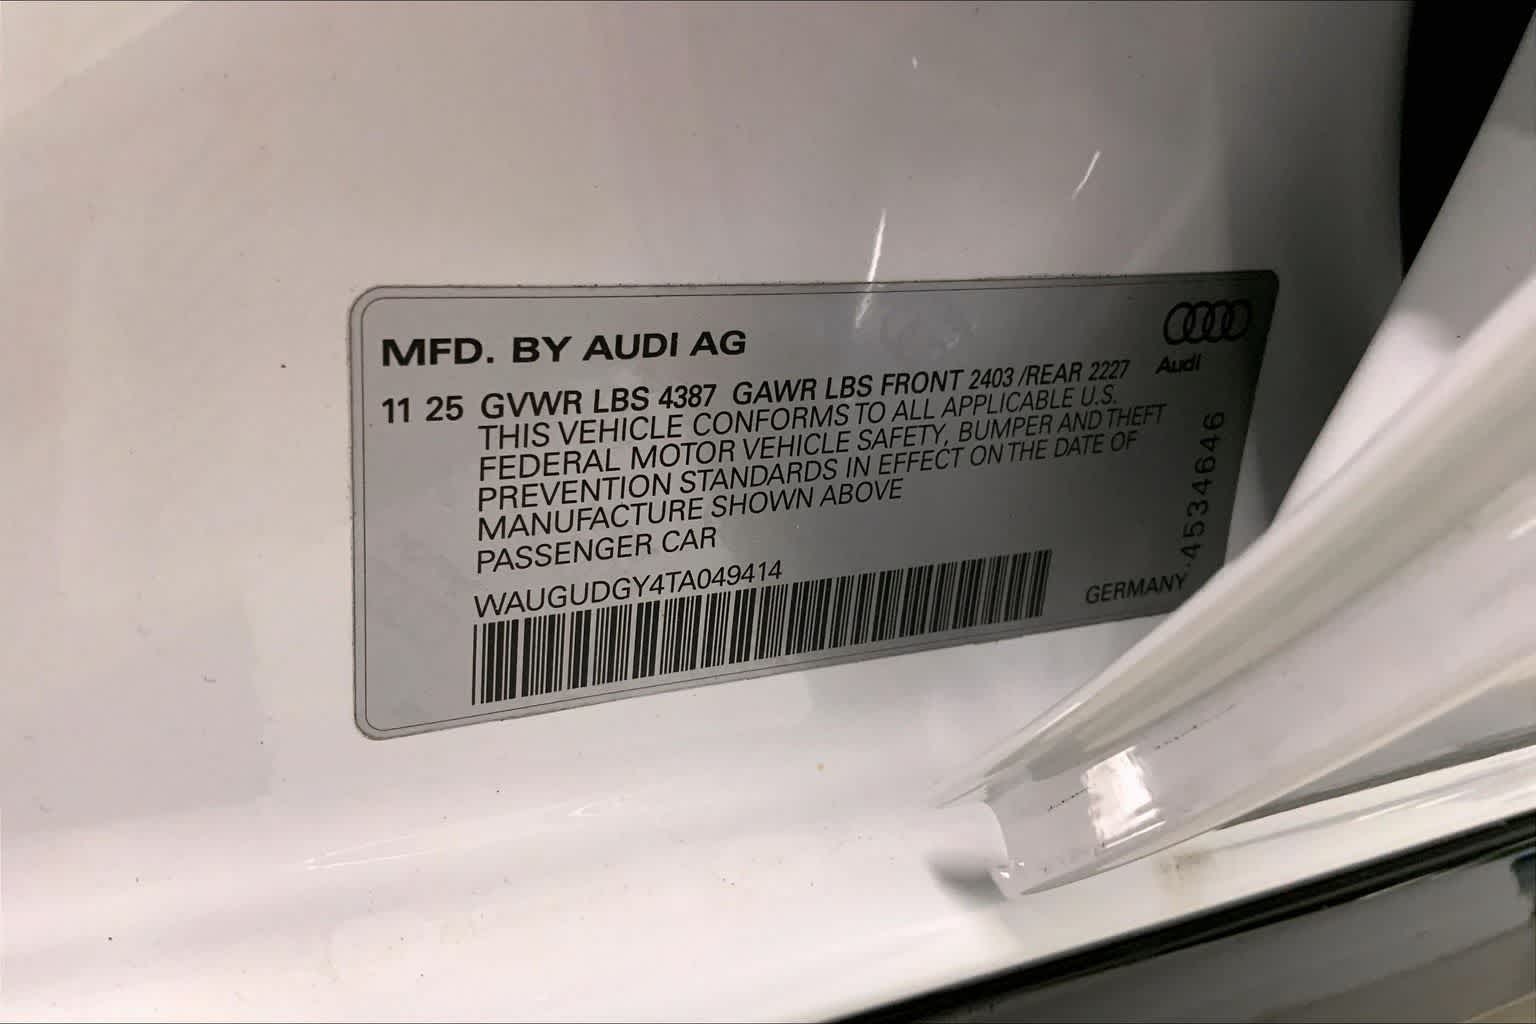 MFD. BY AUDI AG
Audi
11 25 GVWR LBS 4387 GAWR LBS FRONT 2403 /REAR 2227
THIS VEHICLE CONFORMS TO ALL APPLICABLE U.S.
FEDERAL MOTOR VEHICLE SAFETY, BUMPER AND THEFT
PREVENTION STANDARDS IN EFFECT ON THE DATE OF
MANUFACTURE SHOWN ABOVE
PASSENGER CAR
WAUGUDGY4TA049414
GERMANY
4534646